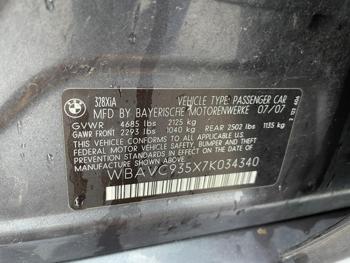 328XiA VEHICLE TYPE: PASSENGER CAR
MFD BY BAYERISCHE MOTORENWERKE 07/07
GVWR 4685 lbs 2125 kg
GAWR FRONT 2293 lbs 1040 kg REAR 2502 lbs 1135 kg
THIS VEHICLE CONFORMS TO ALL APPLICABLE
U.S. FEDERAL MOTOR VEHICLE
SAFETY, BUMPER AND THEFT
PREVENTION STANDARDS IN EFFECT ON THE DATE OF
MANUFACTURE SHOWN ABOVE.
WBAVC935X7K034340